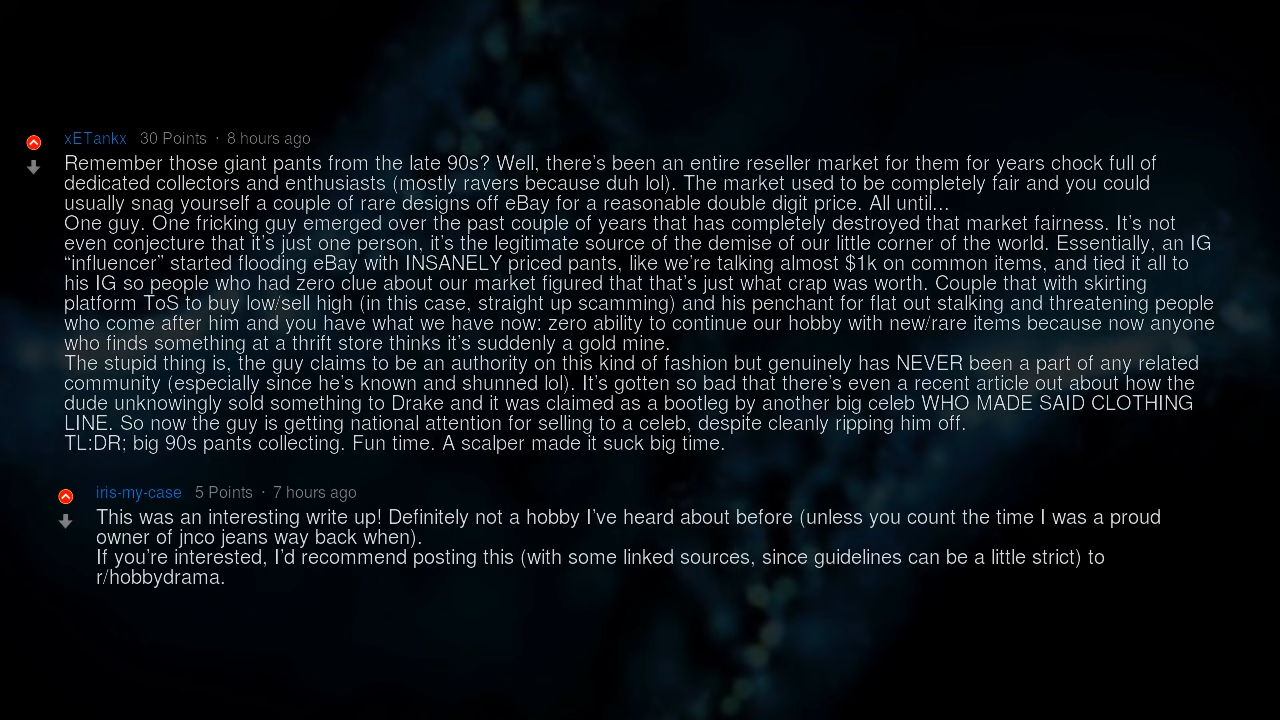 xETankx 30 Points · 8 hours ago
Remember those giant pants from the late 90s? Well, there's been an entire reseller market for them for years chock full of
dedicated collectors and enthusiasts (mostly ravers because duh lol). The market used to be completely fair and you could
usually snag yourself a couple of rare designs off eBay for a reasonable double digit price. All until...
One guy. One fricking guy emerged over the past couple of years that has completely destroyed that market fairness. It's not
even conjecture that it's just one person, it's the legitimate source of the demise of our little corner of the world. Essentially, an IG
“influencer” started flooding eBay with INSANELY priced pants, like we're talking almost $1k on common items, and tied it all to
his IG so people who had zero clue about our market figured that that's just what crap was worth. Couple that with skirting
platform ToS to buy low/sell high (in this case, straight up scamming) and his penchant for flat out stalking and threatening people
who come after him and you have what we have now: zero ability to continue our hobby with new/rare items because now anyone
who finds something at a thrift store thinks it's suddenly a gold mine.
The stupid thing is, the guy claims to be an authority on this kind of fashion but genuinely has NEVER been a part of any related
community (especially since he's known and shunned lol). It's gotten so bad that there's even a recent article out about how the
dude unknowingly sold something to Drake and it was claimed as a bootleg by another big celeb WHO MADE SAID CLOTHING
LINE. So now the guy is getting national attention for selling to a celeb, despite cleanly ripping him off.
TL:DR; big 90s pants collecting. Fun time. A scalper made it suck big time.
iris-my-case 5 Points · 7 hours ago
This was an interesting write up! Definitely not a hobby I've heard about before (unless you count the time I was a proud
owner of jnco jeans way back when).
If you're interested, I'd recommend posting this (with some linked sources, since guidelines can be a little strict) to
r/hobbydrama.